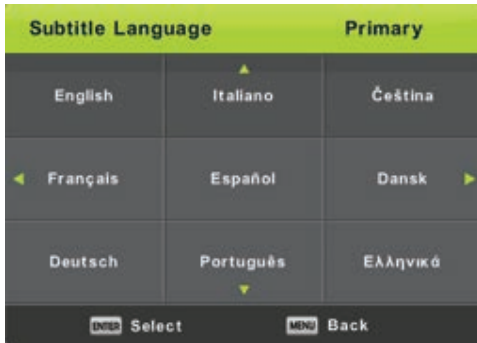 Subtitle Language Primary
English Italiano Čeština
Français Español Dansk
Deutsch Português Ελληνικά
ENTER Select MENU Back